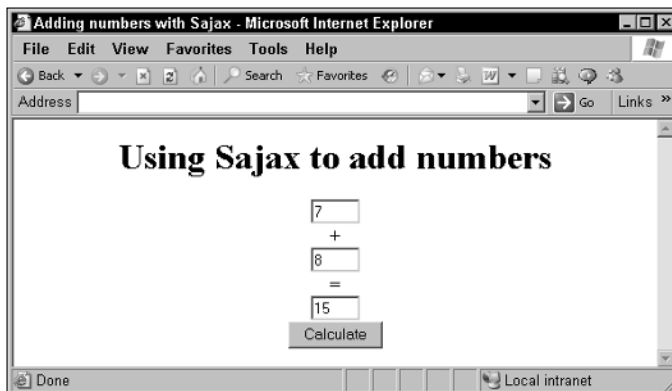 Adding numbers with Sajax - Microsoft Internet Explorer
File Edit View Favorites Tools Help
Back Search Favorites
Address Go Links »
Using Sajax to add numbers
7
+
8
=
15
Calculate
Done Local intranet